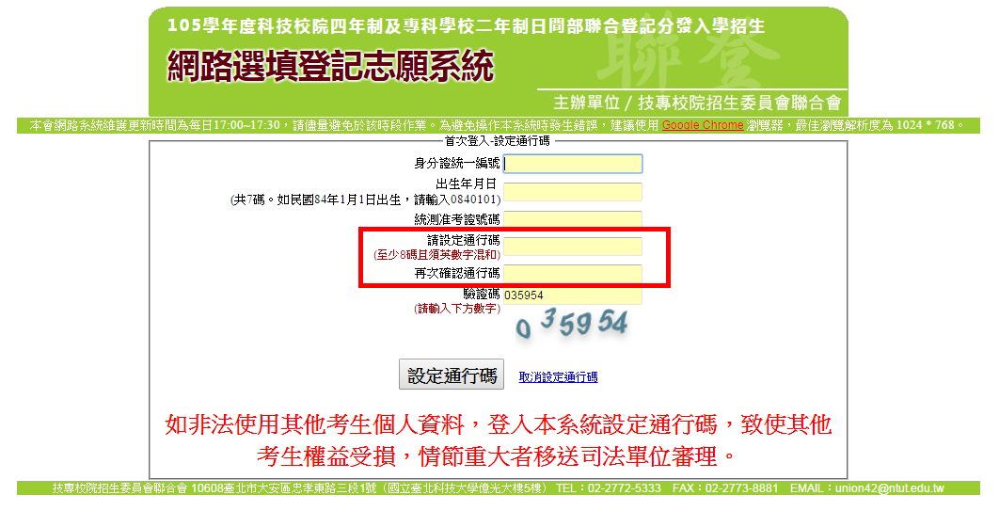 105學年度科技校院四年制及專科學校二年制日間部聯合登記分發入學招生
聯登
網路選填登記志願系統
主辦單位 / 技專校院招生委員會聯合會
本會網路系統維護更新時間為每日17:00~17:30，請儘量避免於該時段作業。為避免操作本系統時發生錯誤，建議使用 Google Chrome 瀏覽器，最佳瀏覽解析度為 1024 * 768。
首次登入-設定通行碼
身分證統一編號
出生年月日
(共7碼。如民國84年1月1日出生，請輸入0840101)
統測准考證號碼
請設定通行碼
(至少8碼且須英數字混和)
再次確認通行碼
驗證碼 035954
(請輸入下方數字)
035954
設定通行碼 取消設定通行碼
如非法使用其他考生個人資料，登入本系統設定通行碼，致使其他
考生權益受損，情節重大者移送司法單位審理。
技專校院招生委員會聯合會 10608臺北市大安區忠孝東路三段1號（國立臺北科技大學億光大樓5樓） TEL：02-2772-5333 FAX：02-2773-8881 EMAIL：union42@ntut.edu.tw